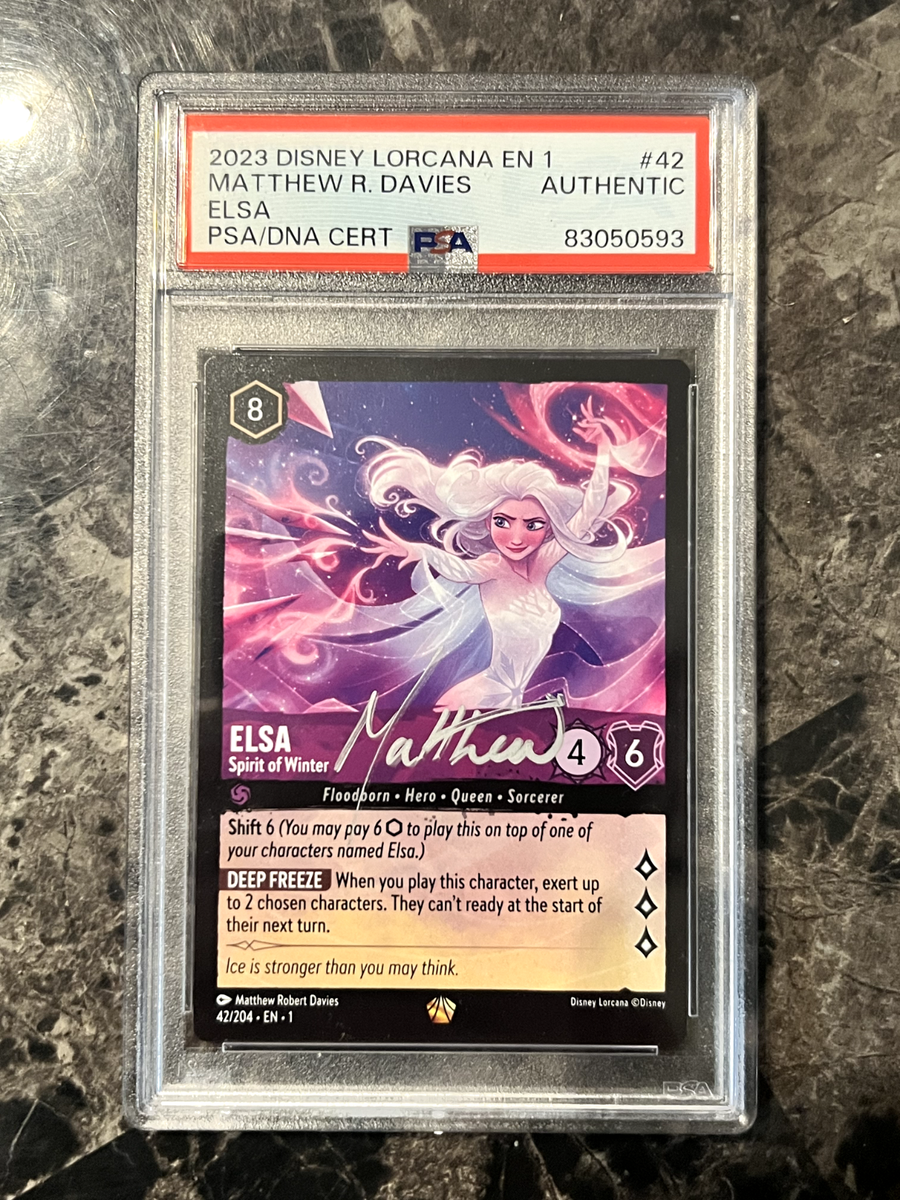 2023 DISNEY LORCANA EN 1 #42
MATTHEW R. DAVIES AUTHENTIC
ELSA
PSA/DNA CERT PSA 83050593
8
Matthew
ELSA
Spirit of Winter
4 6
Floodborn • Hero • Queen • Sorcerer
Shift 6 (You may pay 6 ⬡ to play this on top of one of
your characters named Elsa.)
DEEP FREEZE When you play this character, exert up
to 2 chosen characters. They can't ready at the start of
their next turn.
Ice is stronger than you may think.
Matthew Robert Davies
42/204 • EN • 1
Disney Lorcana ©Disney
PSA